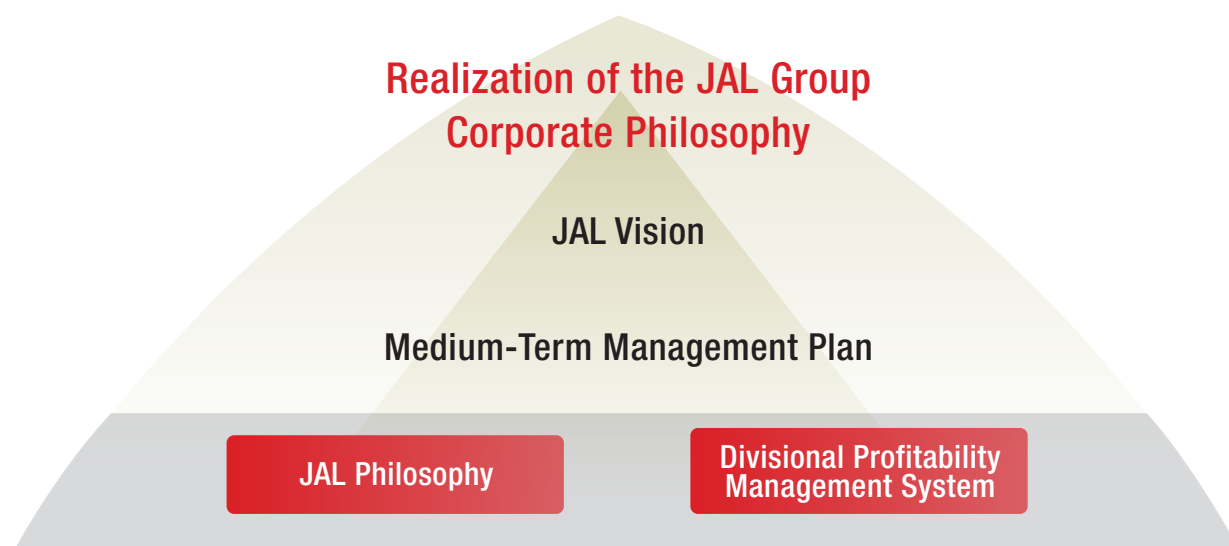 Realization of the JAL Group
Corporate Philosophy
JAL Vision
Medium-Term Management Plan
JAL Philosophy
Divisional Profitability
Management System